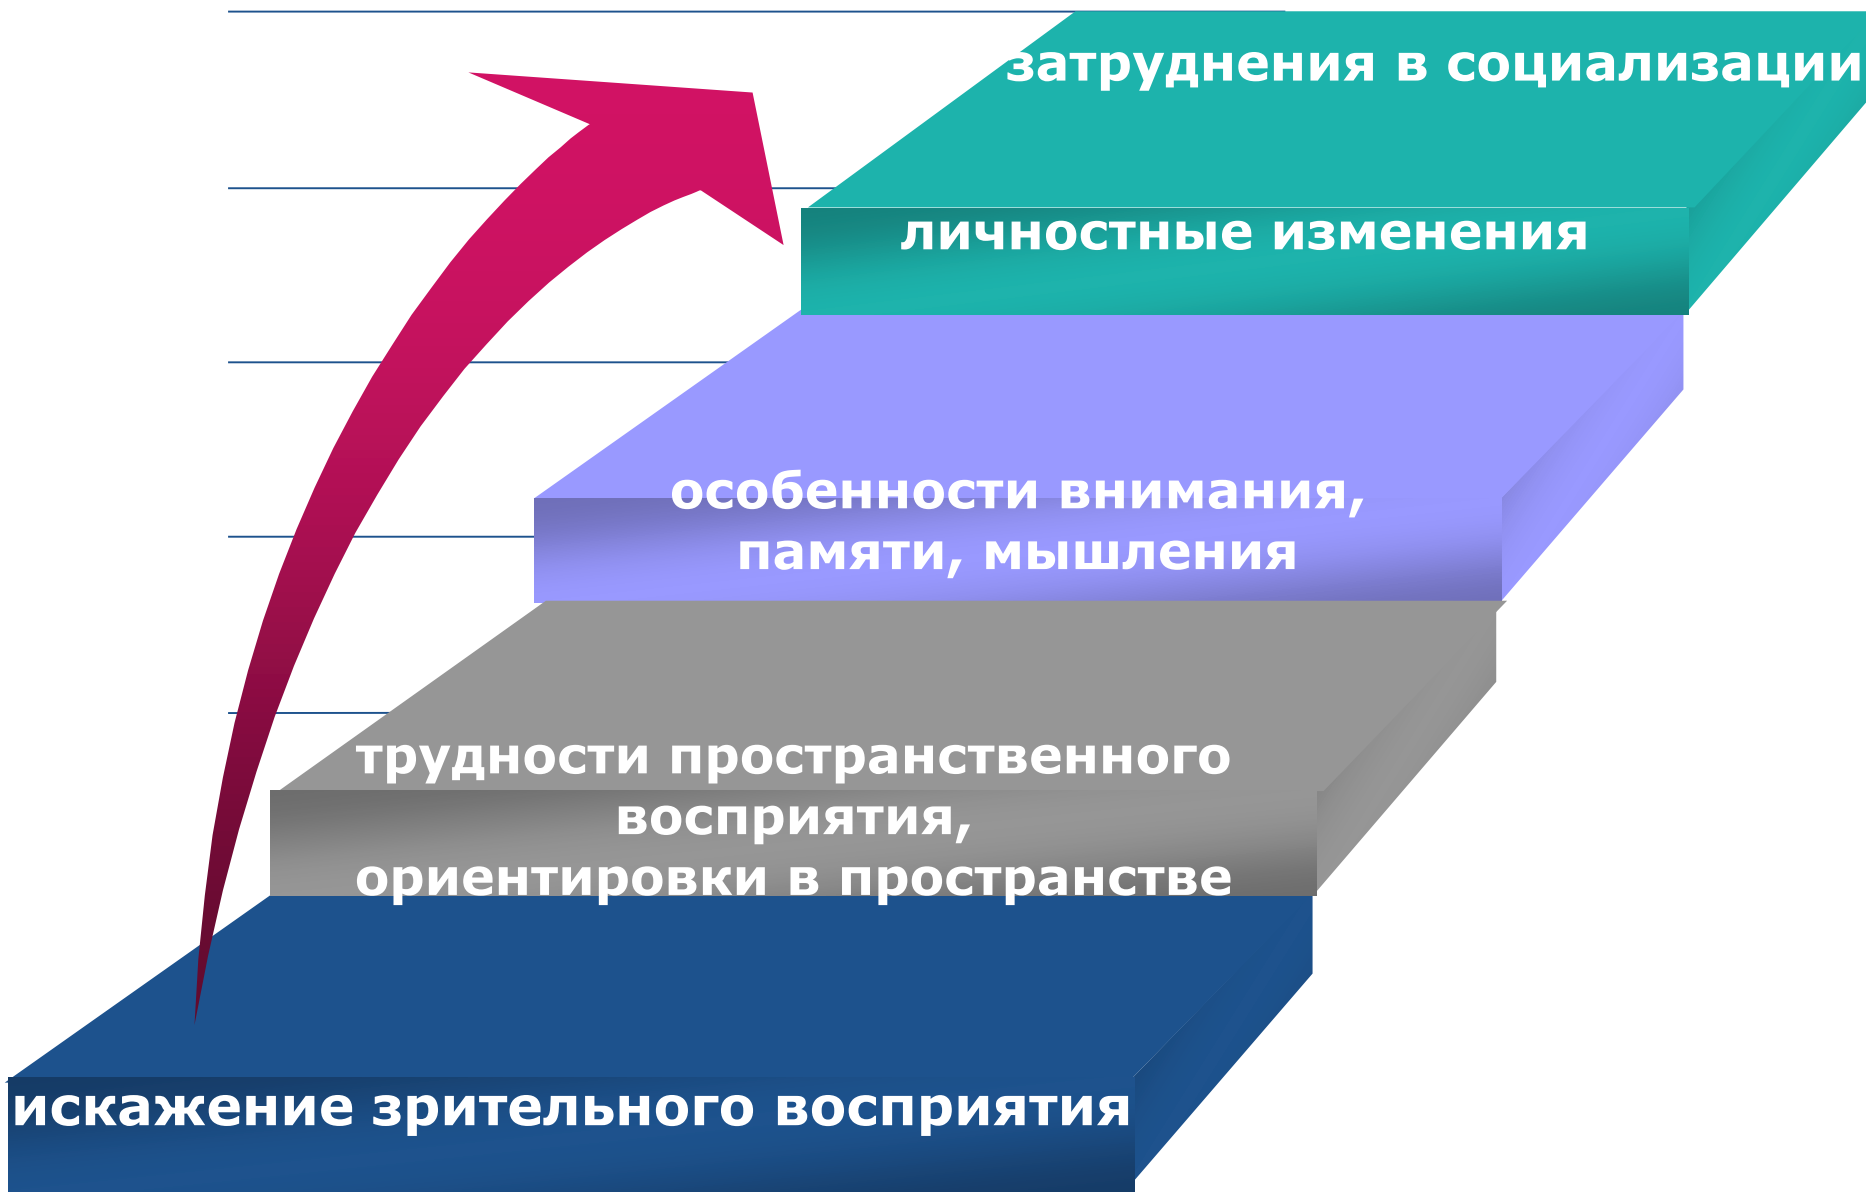 затруднения в социализации
личностные изменения
особенности внимания,
памяти, мышления
трудности пространственного
восприятия,
ориентировки в пространстве
искажение зрительного восприятия